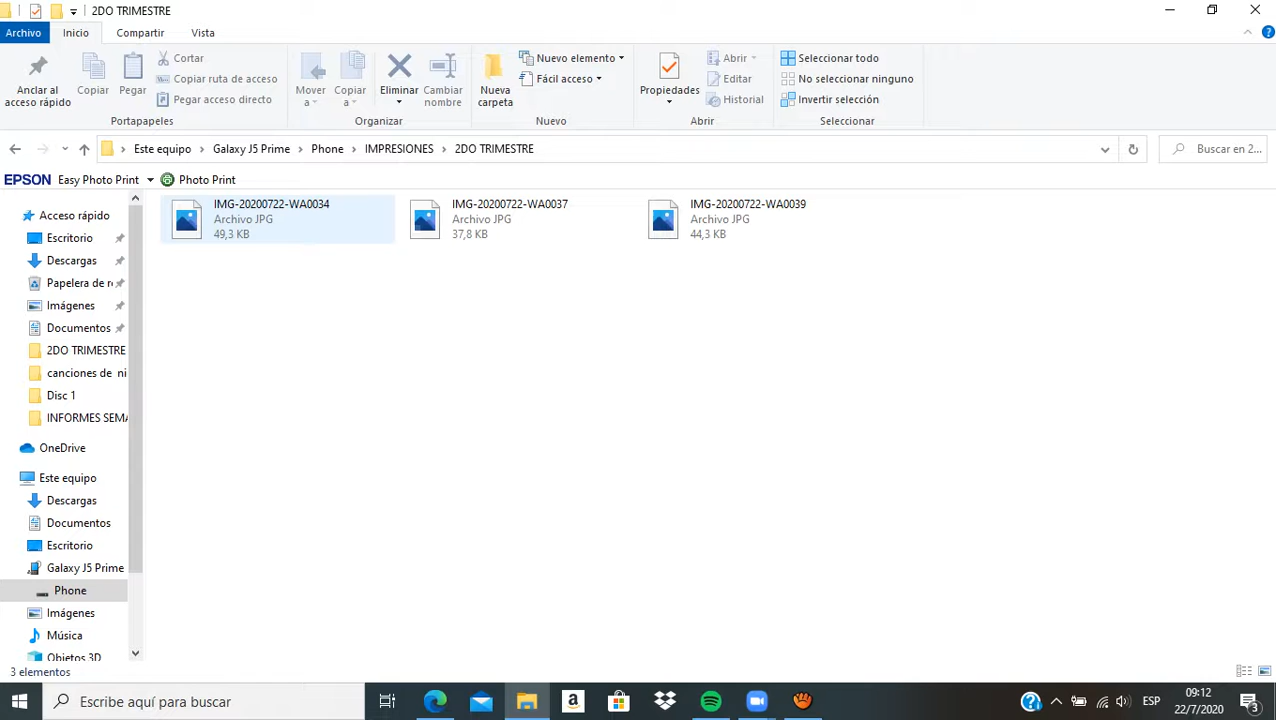 2DO TRIMESTRE
Archivo Inicio Compartir Vista
Anclar al acceso rápido
Copiar
Pegar
Cortar
Copiar ruta de acceso
Pegar acceso directo
Portapapeles
Mover a
Copiar a
Eliminar
Cambiar nombre
Organizar
Nueva carpeta
Nuevo elemento
Fácil acceso
Nuevo
Propiedades
Abrir
Editar
Historial
Abrir
Seleccionar todo
No seleccionar ninguno
Invertir selección
Seleccionar
Este equipo > Galaxy J5 Prime > Phone > IMPRESIONES > 2DO TRIMESTRE
Buscar en 2...
EPSON Easy Photo Print Photo Print
Acceso rápido
Escritorio
Descargas
Papelera de re
Imágenes
Documentos
2DO TRIMESTRE
canciones de ni
Disc 1
INFORMES SEMA
OneDrive
Este equipo
Descargas
Documentos
Escritorio
Galaxy J5 Prime
Phone
Imágenes
Música
Objetos 3D
IMG-20200722-WA0034
Archivo JPG
49,3 KB
IMG-20200722-WA0037
Archivo JPG
37,8 KB
IMG-20200722-WA0039
Archivo JPG
44,3 KB
3 elementos
Escribe aquí para buscar
ESP
09:12
22/7/2020
3